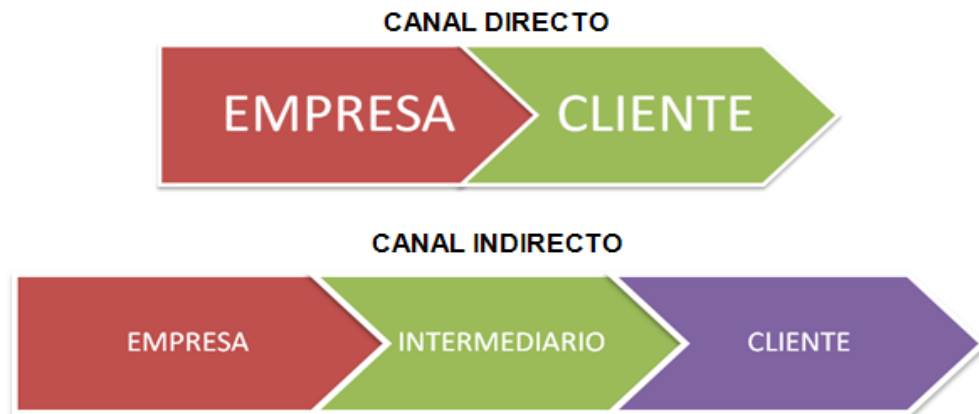 CANAL DIRECTO
EMPRESA CLIENTE
CANAL INDIRECTO
EMPRESA INTERMEDIARIO CLIENTE